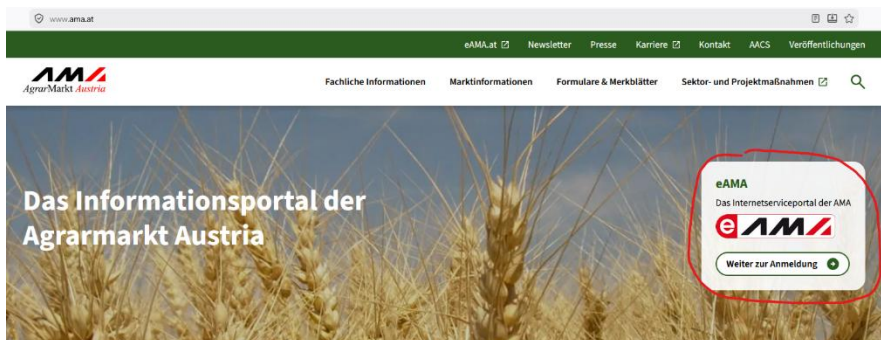 www.ama.at
eAMA.at Newsletter Presse Karriere Kontakt AACS Veröffentlichungen
AMA
AgrarMarkt Austria
Fachliche Informationen Marktinformationen Formulare & Merkblätter Sektor- und Projektmaßnahmen
Das Informationsportal der
Agrarmarkt Austria
eAMA
Das Internetserviceportal der AMA
eAMA
Weiter zur Anmeldung